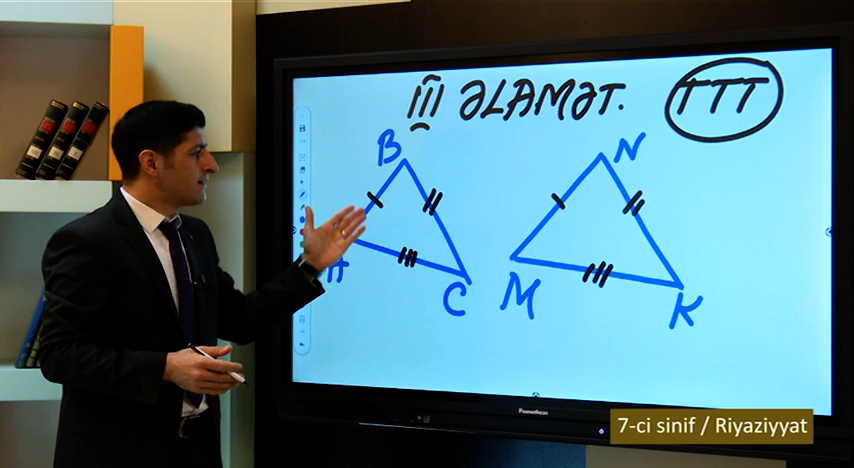 III ƏLAMƏT. TTT
B
N
A
C
M
K
Promethean
7-ci sinif / Riyaziyyat